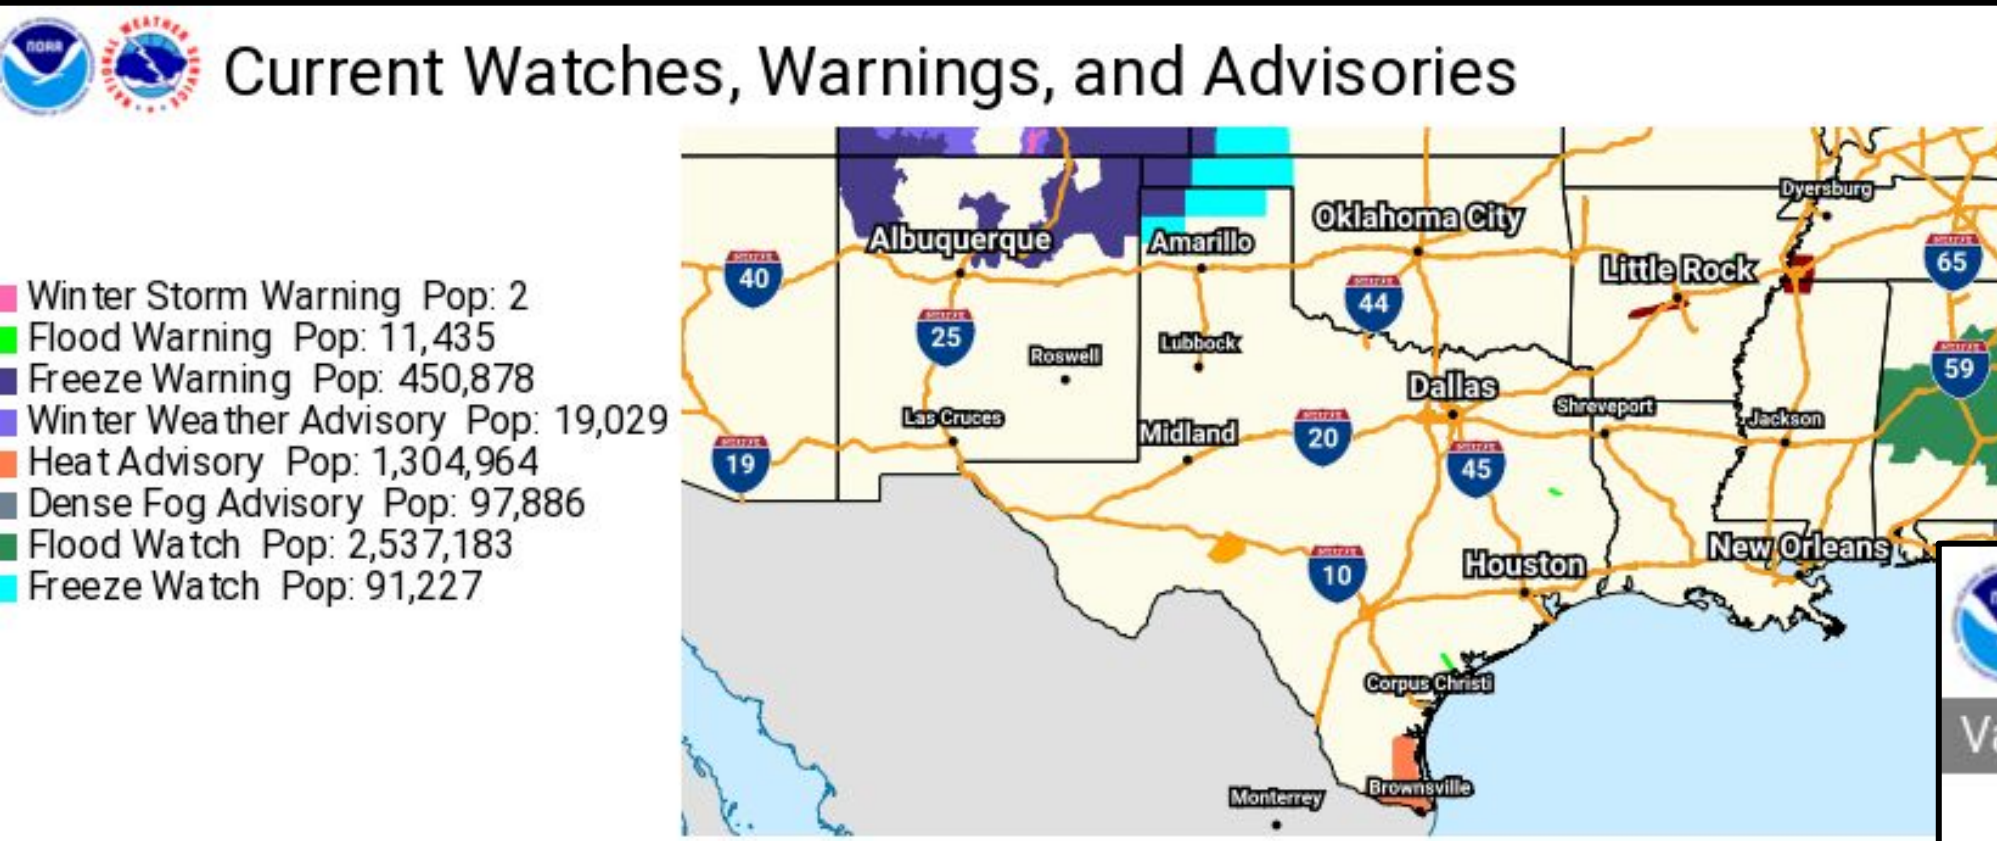 NOAA
NATIONAL WEATHER SERVICE
Current Watches, Warnings, and Advisories
Winter Storm Warning Pop: 2
Flood Warning Pop: 11,435
Freeze Warning Pop: 450,878
Winter Weather Advisory Pop: 19,029
Heat Advisory Pop: 1,304,964
Dense Fog Advisory Pop: 97,886
Flood Watch Pop: 2,537,183
Freeze Watch Pop: 91,227
Dyersburg
Oklahoma City
Albuquerque
Amarillo
65
40
Little Rock
44
25
Roswell
Lubbock
59
Dallas
Las Cruces
Shreveport
Midland
20
Jackson
19
45
New Orleans
Houston
10
Corpus Christi
Brownsville
Monterrey